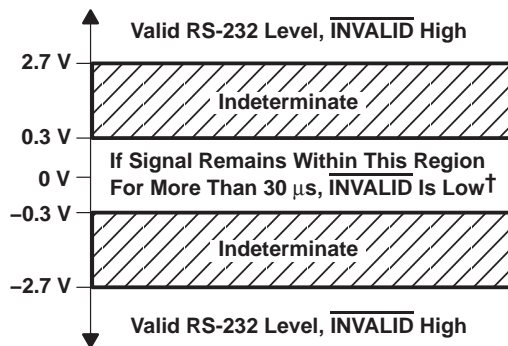 Valid RS-232 Level, INVALID High
2.7 V
Indeterminate
0.3 V
If Signal Remains Within This Region
0 V
For More Than 30 μs, INVALID Is Low†
−0.3 V
Indeterminate
−2.7 V
Valid RS-232 Level, INVALID High